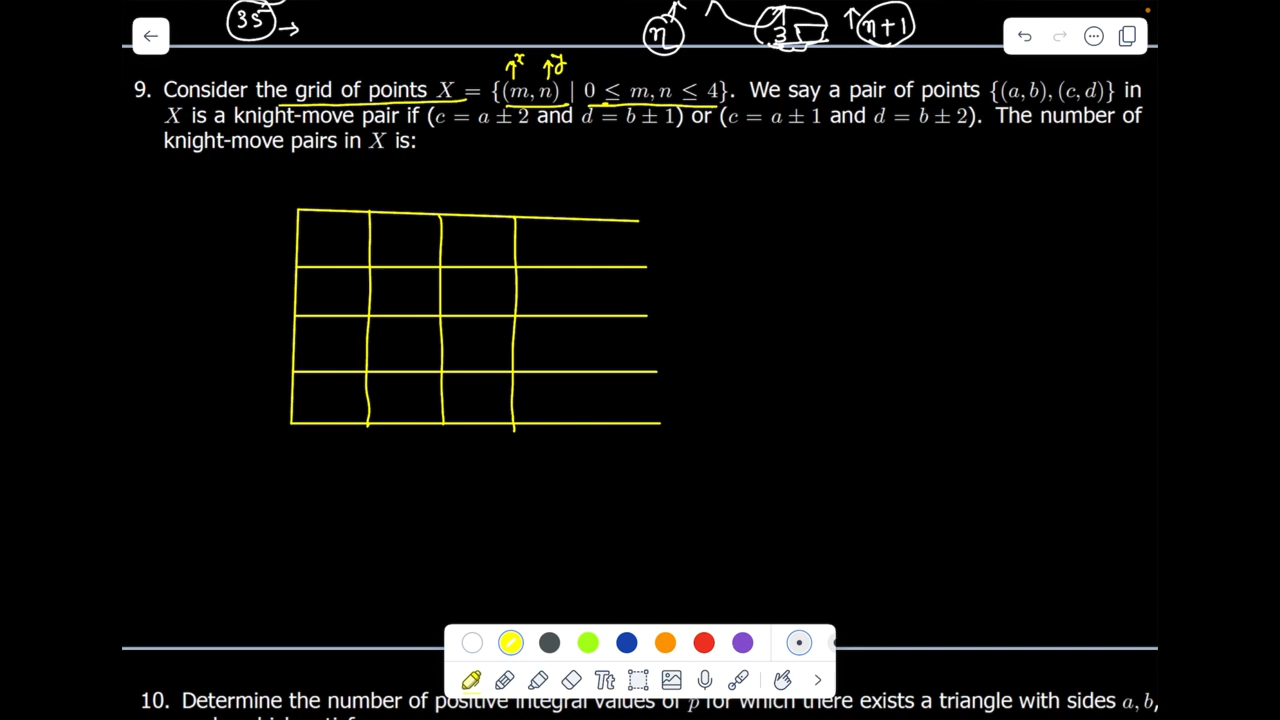 35 η 3 η+1
x y
9. Consider the grid of points X = {(m, n) | 0 ≤ m, n ≤ 4}. We say a pair of points {(a, b), (c, d)} in
X is a knight-move pair if (c = a ± 2 and d = b ± 1) or (c = a ± 1 and d = b ± 2). The number of
knight-move pairs in X is:
Tt
10. Determine the number of positive integral values of p for which there exists a triangle with sides a, b,